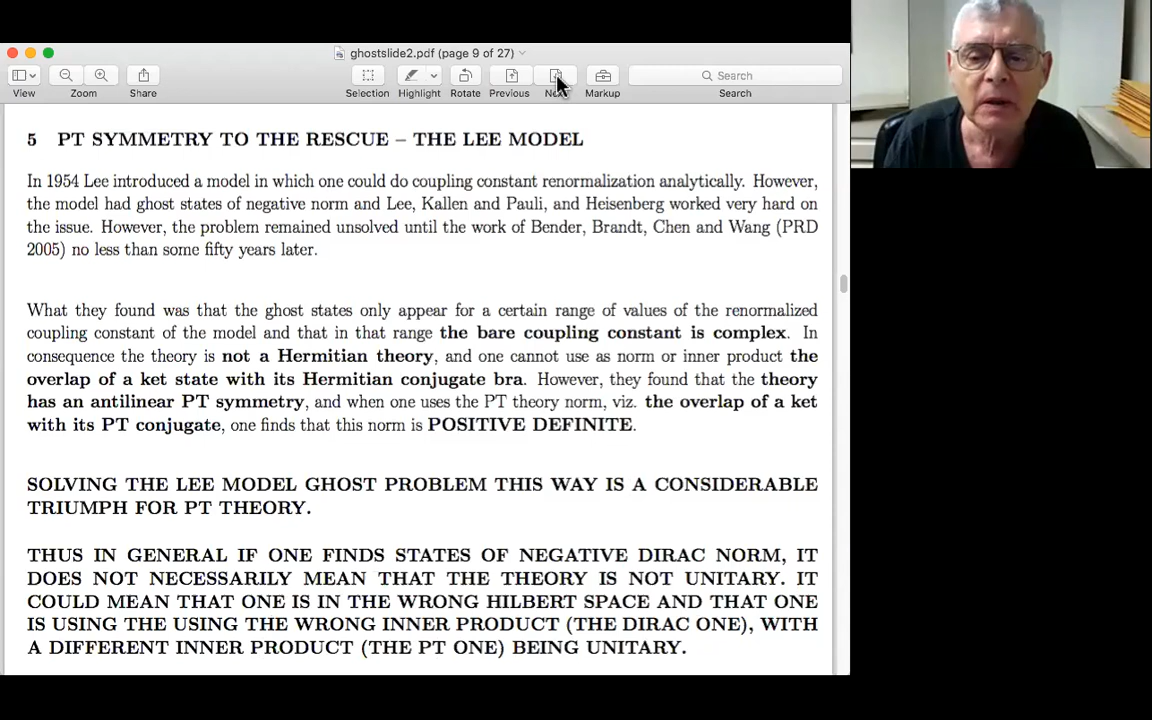 ghostslide2.pdf (page 9 of 27)
View
Zoom
Share
Selection
Highlight
Rotate
Previous
Markup
Search
Search
5 PT SYMMETRY TO THE RESCUE – THE LEE MODEL
In 1954 Lee introduced a model in which one could do coupling constant renormalization analytically. However,
the model had ghost states of negative norm and Lee, Kallen and Pauli, and Heisenberg worked very hard on
the issue. However, the problem remained unsolved until the work of Bender, Brandt, Chen and Wang (PRD
2005) no less than some fifty years later.
What they found was that the ghost states only appear for a certain range of values of the renormalized
coupling constant of the model and that in that range the bare coupling constant is complex. In
consequence the theory is not a Hermitian theory, and one cannot use as norm or inner product the
overlap of a ket state with its Hermitian conjugate bra. However, they found that the theory
has an antilinear PT symmetry, and when one uses the PT theory norm, viz. the overlap of a ket
with its PT conjugate, one finds that this norm is POSITIVE DEFINITE.
SOLVING THE LEE MODEL GHOST PROBLEM THIS WAY IS A CONSIDERABLE
TRIUMPH FOR PT THEORY.
THUS IN GENERAL IF ONE FINDS STATES OF NEGATIVE DIRAC NORM, IT
DOES NOT NECESSARILY MEAN THAT THE THEORY IS NOT UNITARY. IT
COULD MEAN THAT ONE IS IN THE WRONG HILBERT SPACE AND THAT ONE
IS USING THE USING THE WRONG INNER PRODUCT (THE DIRAC ONE), WITH
A DIFFERENT INNER PRODUCT (THE PT ONE) BEING UNITARY.